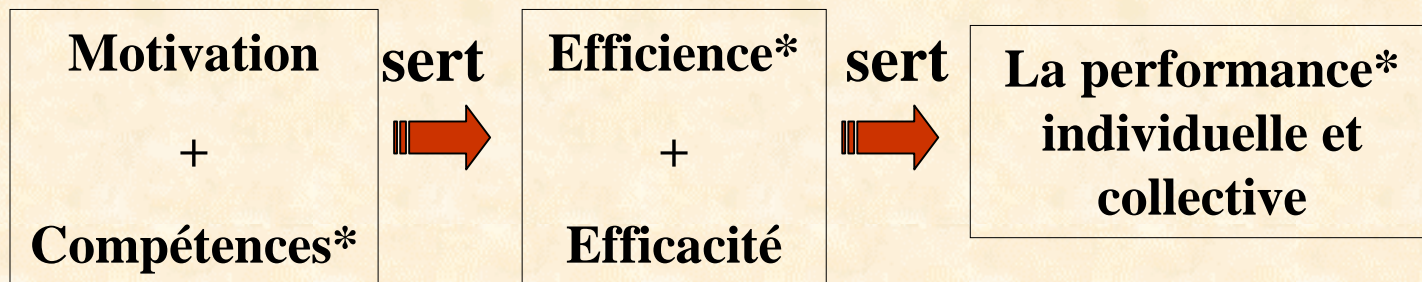 Motivation
+
Compétences*
sert
Efficience*
+
Efficacité
sert
La performance*
individuelle et
collective